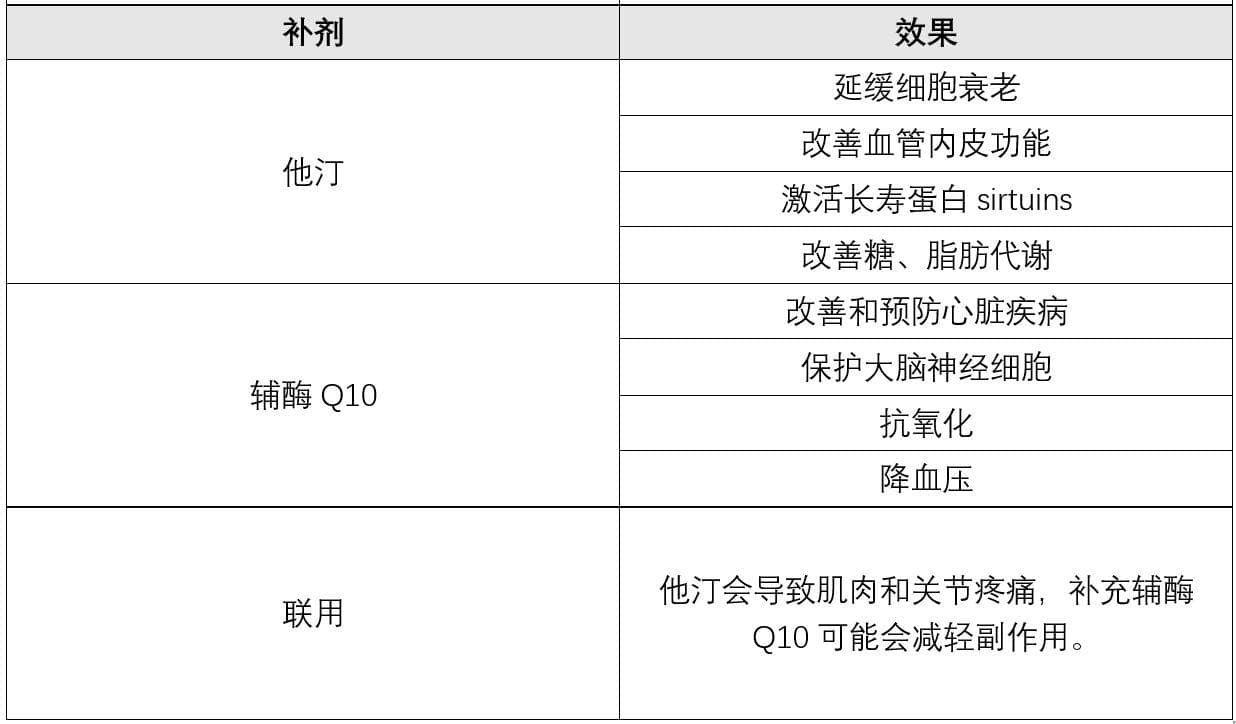 补剂
效果
他汀
延缓细胞衰老
改善血管内皮功能
激活长寿蛋白 sirtuins
改善糖、脂肪代谢
辅酶 Q10
改善和预防心脏疾病
保护大脑神经细胞
抗氧化
降血压
联用
他汀会导致肌肉和关节疼痛，补充辅酶
Q10 可能会减轻副作用。